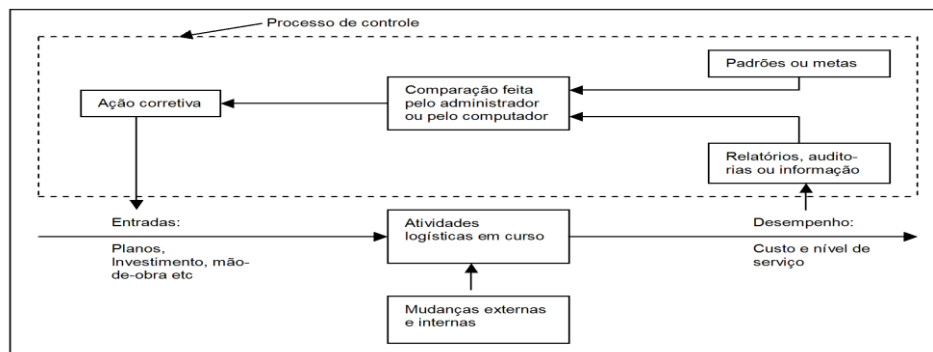 Processo de controle
Padrões ou metas
Comparação feita
pelo administrador
ou pelo computador
Ação corretiva
Relatórios, audito-
rias ou informação
Entradas:
Planos,
Investimento, mão-
de-obra etc
Atividades
logísticas em curso
Desempenho:
Custo e nível de
serviço
Mudanças externas
e internas